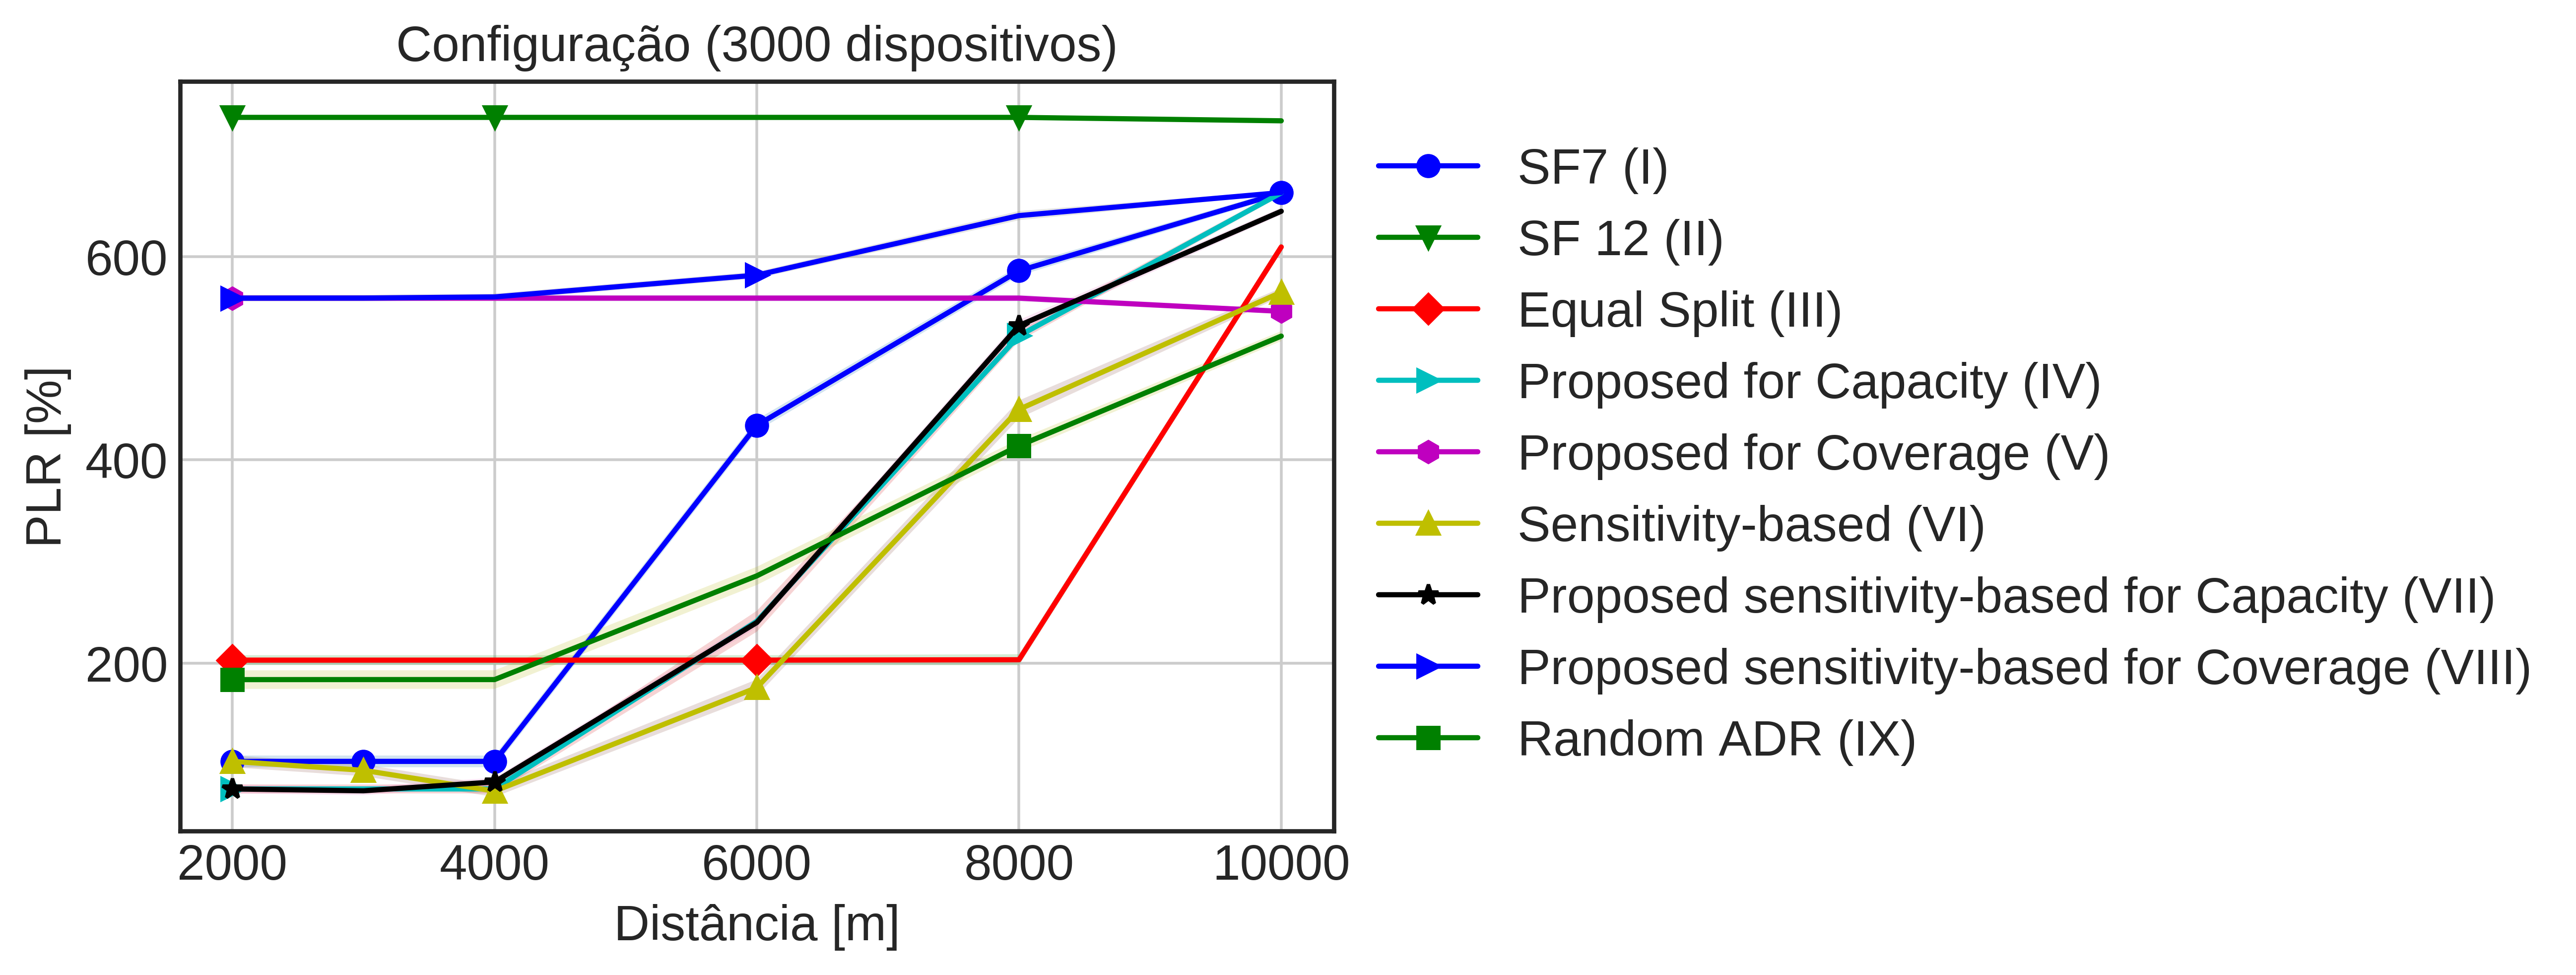 Configuração (3000 dispositivos)
PLR [%]
600
400
200
2000 4000 6000 8000 10000
Distância [m]
SF7 (I)
SF 12 (II)
Equal Split (III)
Proposed for Capacity (IV)
Proposed for Coverage (V)
Sensitivity-based (VI)
Proposed sensitivity-based for Capacity (VII)
Proposed sensitivity-based for Coverage (VIII)
Random ADR (IX)